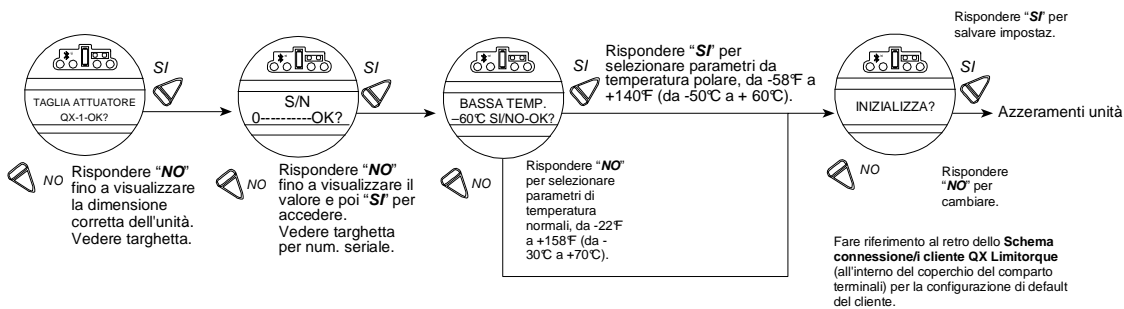 Rispondere “SI” per
salvare impostaz.
SI
TAGLIA ATTUATORE
QX-1-OK?
NO
Rispondere “NO”
fino a visualizzare
la dimensione
corretta dell'unità.
Vedere targhetta.
SI
S/N
0----------OK?
NO
Rispondere “NO”
fino a visualizzare il
valore e poi “SI” per
accedere.
Vedere targhetta
per num. seriale.
SI
BASSA TEMP.
–60℃ SI/NO-OK?
NO
Rispondere “SI” per
selezionare parametri da
temperatura polare, da -58℉ a
+140℉ (da -50℃ a + 60℃).
Rispondere “NO”
per selezionare
parametri di
temperatura
normali, da -22℉
a +158℉ (da -
30℃ a +70℃).
SI
INIZIALIZZA?
Azzeramenti unità
NO
Rispondere
“NO” per
cambiare.
Fare riferimento al retro dello Schema
connessione/i cliente QX Limitorque
(all'interno del coperchio del comparto
terminali) per la configurazione di default
del cliente.